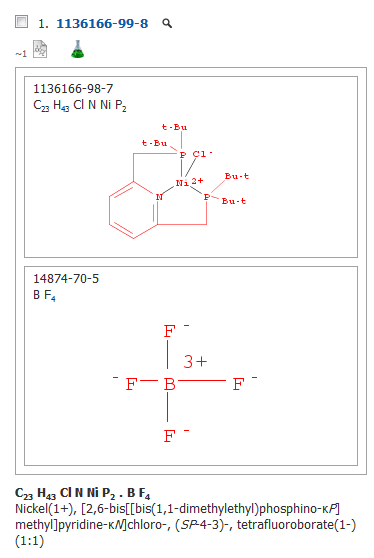 1. 1136166-99-8
~1
1136166-98-7
C23 H43 Cl N Ni P2
t-Bu
t-Bu
P Cl -
Ni 2+
Bu-t
N
P
Bu-t
14874-70-5
B F4
F -
3+
- F B F -
F -
C23 H43 Cl N Ni P2 . B F4
Nickel(1+), [2,6-bis[[bis(1,1-dimethylethyl)phosphino-κP]
methyl]pyridine-κN]chloro-, (SP-4-3)-, tetrafluoroborate(1-)
(1:1)